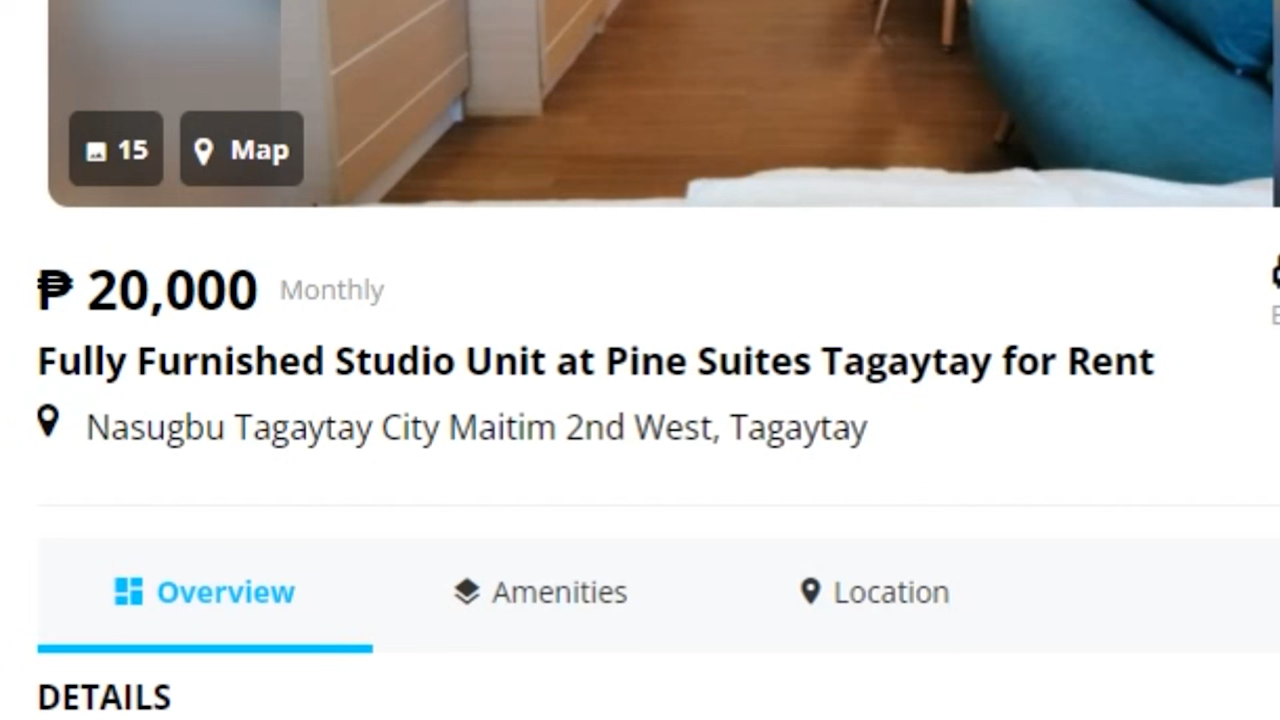 15 Map
₱ 20,000 Monthly
Fully Furnished Studio Unit at Pine Suites Tagaytay for Rent
Nasugbu Tagaytay City Maitim 2nd West, Tagaytay
Overview Amenities Location
DETAILS